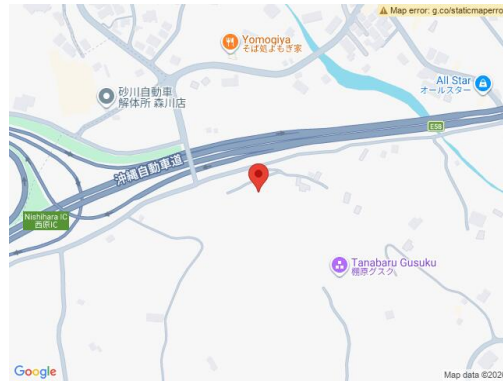 Map error: g.co/staticmaperro
Yomogiya
そば処よもぎ家
砂川自動車
解体所 森川店
All Star
オールスター
E58
沖縄自動車道
Nishihara IC
西原IC
Tanabaru Gusuku
棚原グスク
Google
Map data ©202